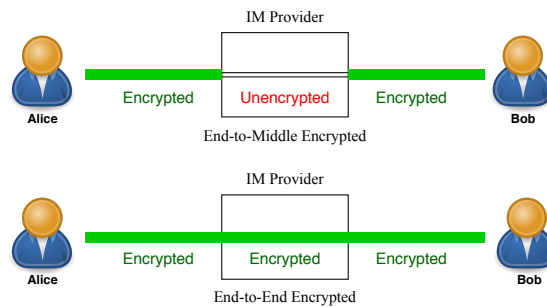 IM Provider
Encrypted Unencrypted Encrypted
Alice Bob
End-to-Middle Encrypted
IM Provider
Encrypted Encrypted Encrypted
Alice Bob
End-to-End Encrypted